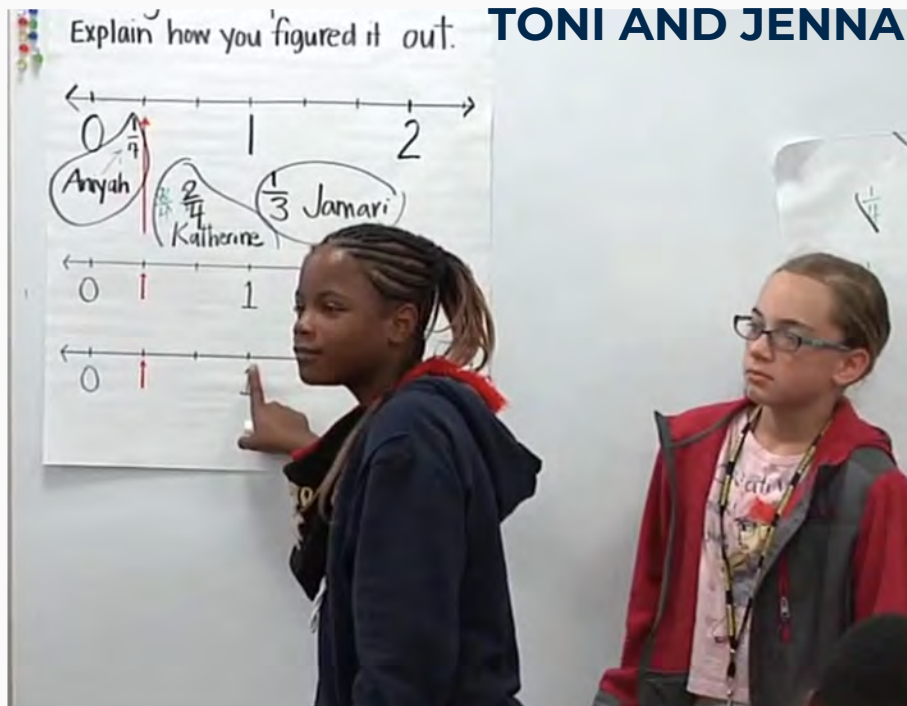 TONI AND JENNA
Explain how you figured it out.
0 1 2
1/7
Anyah
2/4
Katherine
1/3 Jamari
0 1
0 1